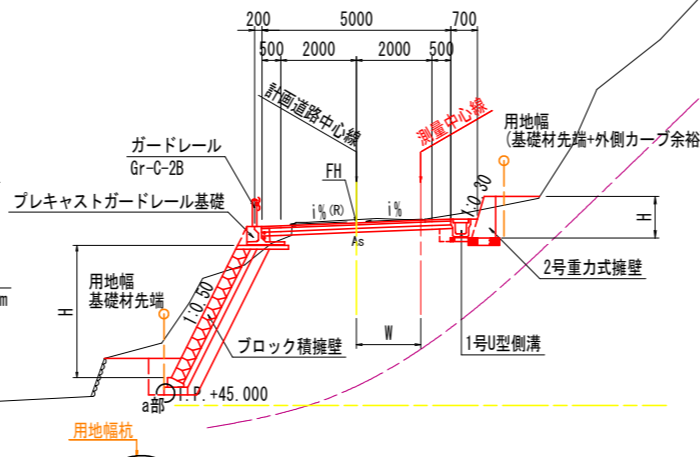 200 5000 700
500 2000 2000 500
計画道路中心線
測量中心線
ガードレール
Gr-C-2B
FH
用地幅
(基礎材先端+外側カーブ余裕
プレキャストガードレール基礎
i%(R) i%
1:0.30
H
As
2号重力式擁壁
用地幅
基礎材先端
m
H
1:0.50
ブロック積擁壁
W
1号U型側溝
T.P.+45.000
a部
用地幅杭